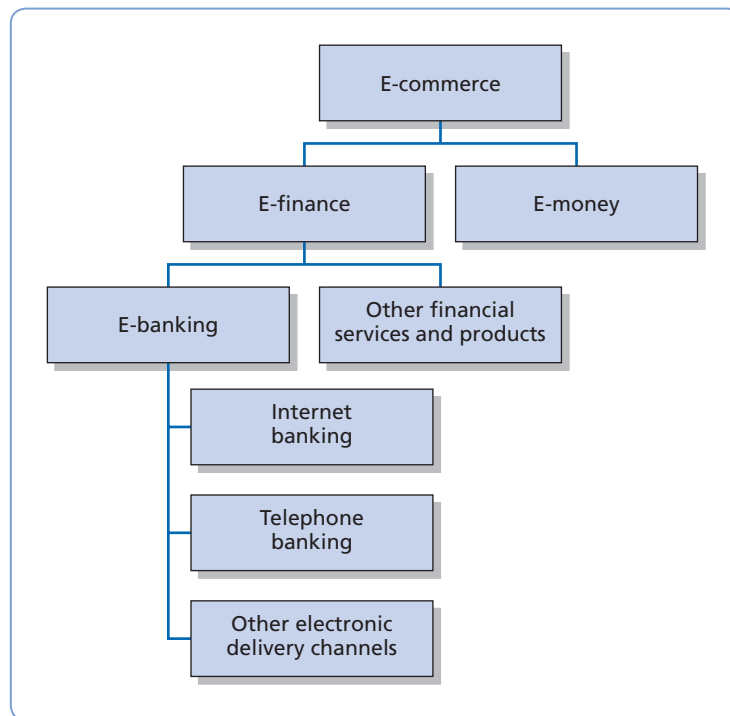 E-commerce
E-finance
E-money
E-banking
Other financial
services and products
Internet
banking
Telephone
banking
Other electronic
delivery channels